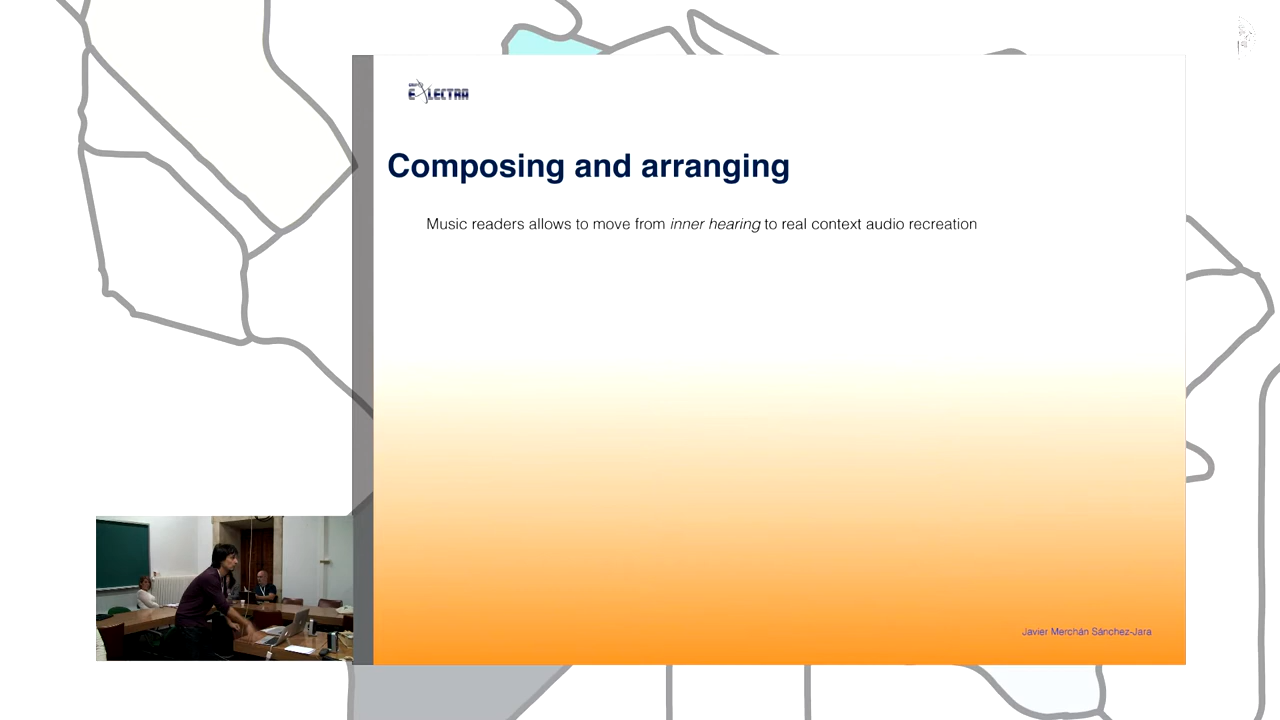 E LECTRA
Composing and arranging
Music readers allows to move from inner hearing to real context audio recreation
Javier Merchán Sánchez-Jara